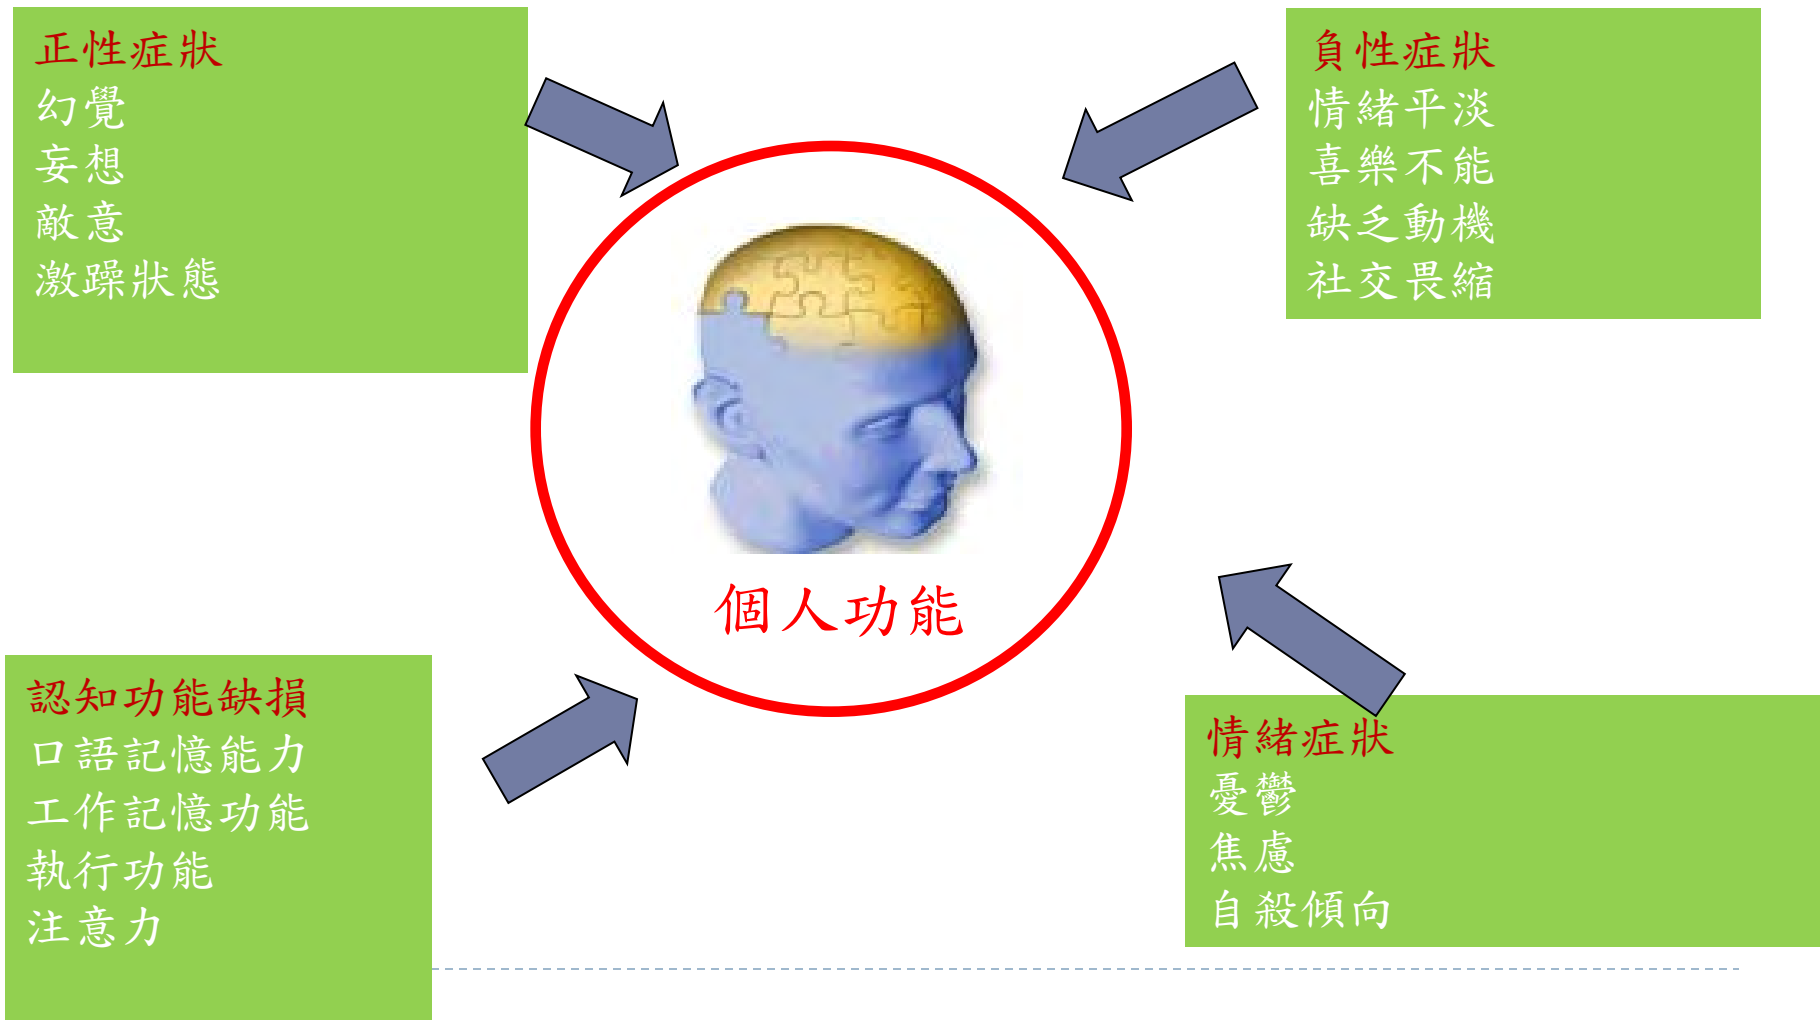 正性症狀
幻覺
妄想
敵意
激躁狀態
負性症狀
情緒平淡
喜樂不能
缺乏動機
社交畏縮
個人功能
認知功能缺損
口語記憶能力
工作記憶功能
執行功能
注意力
情緒症狀
憂鬱
焦慮
自殺傾向